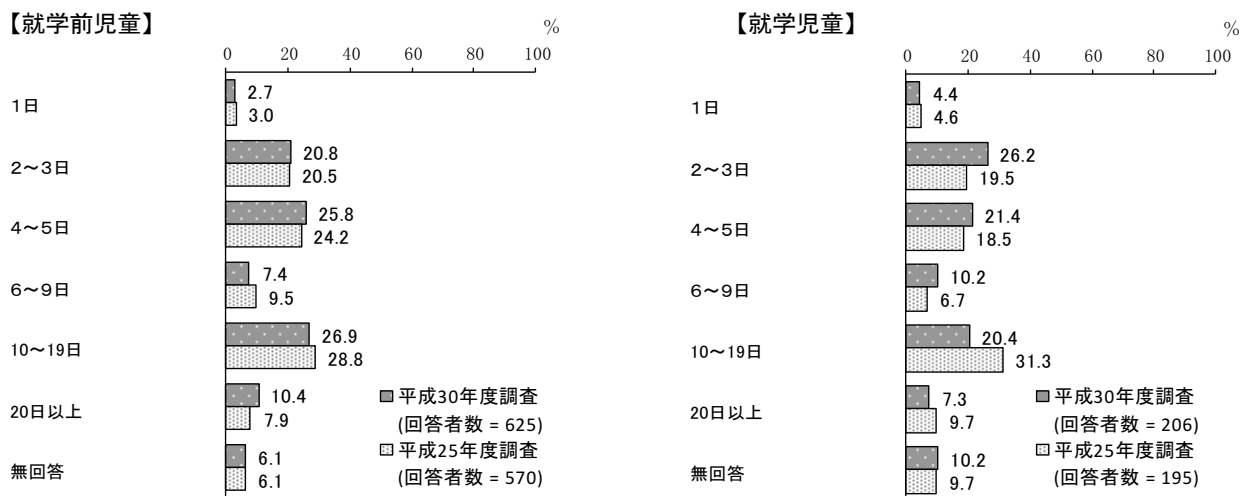 【就学前児童】
%
0 20 40 60 80 100
1日
2.7
3.0
2～3日
20.8
20.5
4～5日
25.8
24.2
6～9日
7.4
9.5
10～19日
26.9
28.8
20日以上
10.4
7.9
無回答
6.1
6.1
平成30年度調査
(回答者数 = 625)
平成25年度調査
(回答者数 = 570)
【就学児童】
%
0 20 40 60 80 100
1日
4.4
4.6
2～3日
26.2
19.5
4～5日
21.4
18.5
6～9日
10.2
6.7
10～19日
20.4
31.3
20日以上
7.3
9.7
無回答
10.2
9.7
平成30年度調査
(回答者数 = 206)
平成25年度調査
(回答者数 = 195)